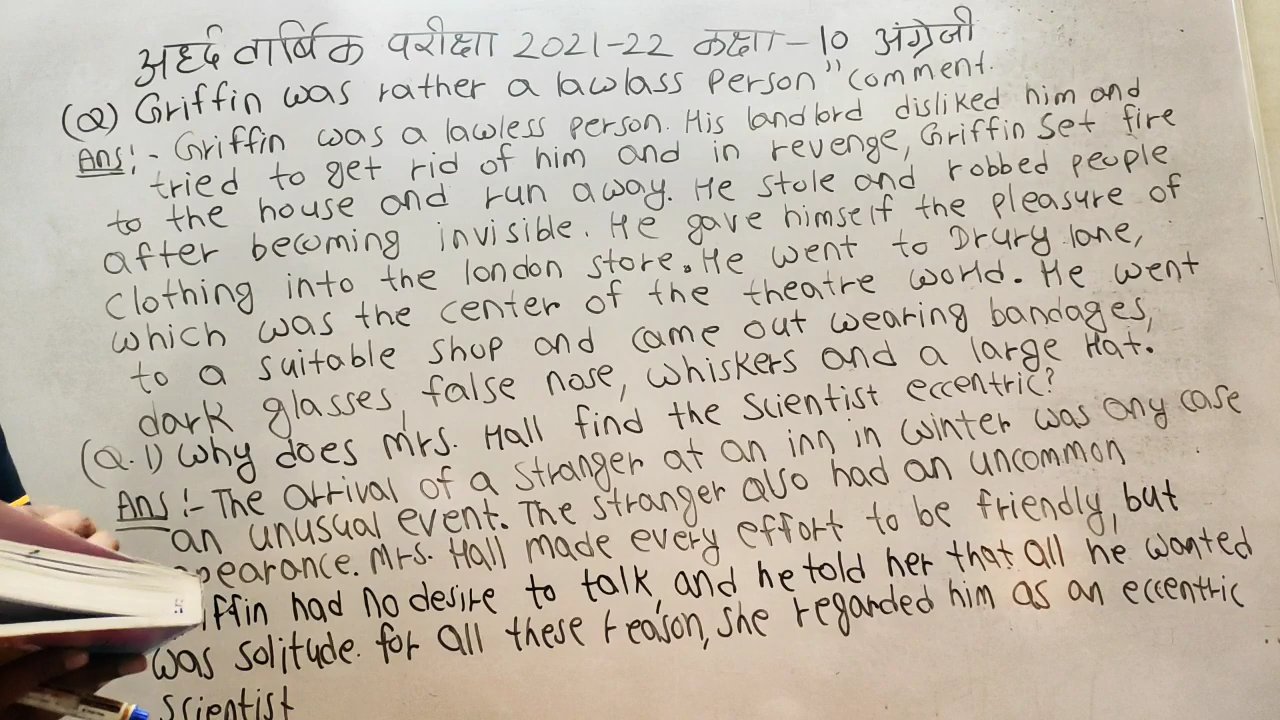 अर्ध्द वार्षिक परीक्षा 2021-22 कक्षा-10 अंग्रेजी
(Q) Griffin was rather a lawlass person" comment.
Ans:- Griffin was a lawless person. His landlord disliked him and
tried to get rid of him and in revenge, Griffin set fire
to the house and run away. He stole and robbed people
after becoming invisible. He gave himself the pleasure of
clothing into the london store. He went to Drury lane,
which was the center of the theatre world. He went
to a suitable shop and came out wearing bandages,
dark glasses, false nose, whiskers and a large Hat.
(Q.1) Why does Mrs. Hall find the scientist eccentric?
Ans:- The arrival of a stranger at an inn in winter was any case
an unusual event. The stranger also had an uncommon
pearance. Mrs. Hall made every effort to be friendly, but
iffin had no desire to talk, and he told her that all he wanted
was solitude. for all these reason, she regarded him as an eccentric
scientist